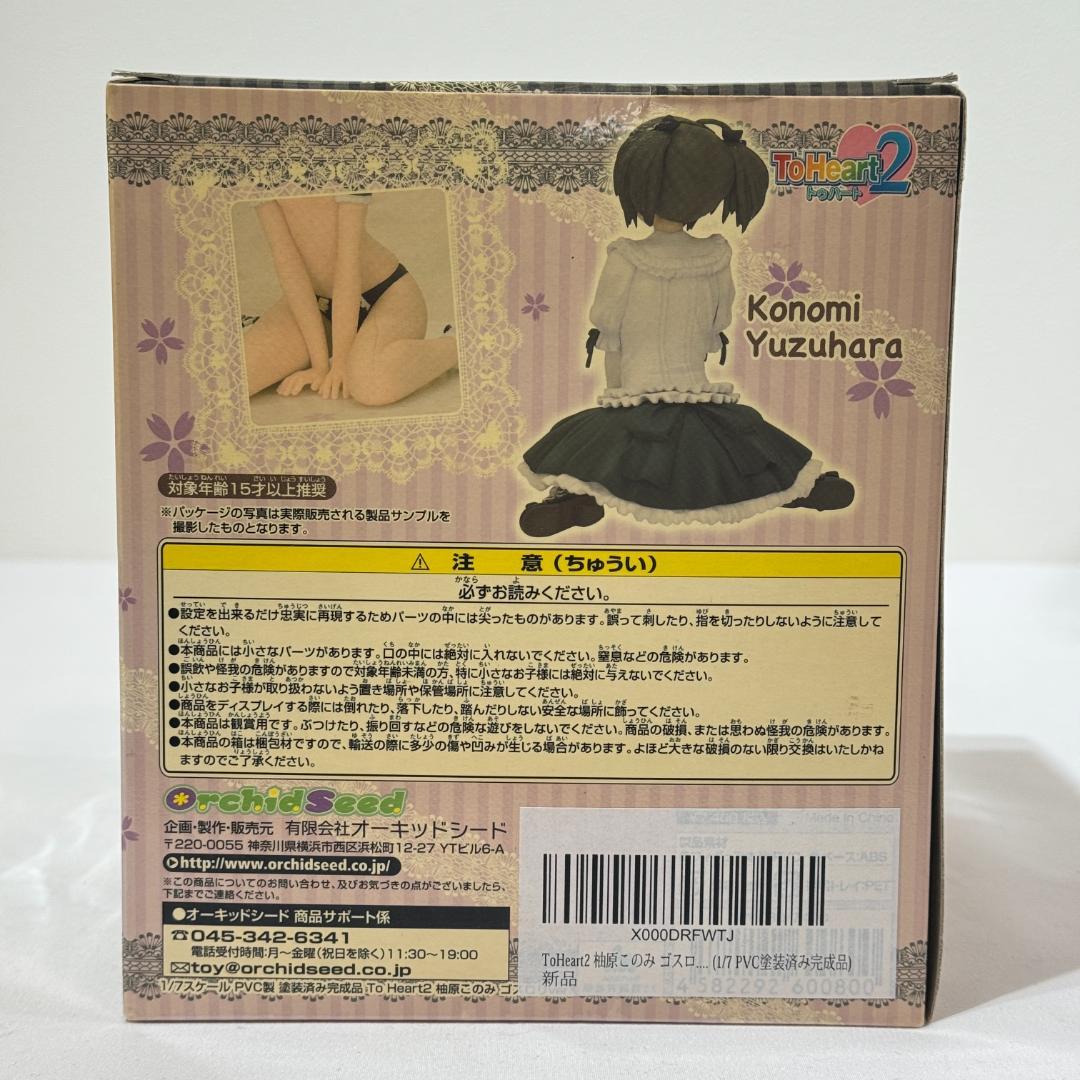 ToHeart2
トゥハート
Konomi
Yuzuhara
対象年齢15才以上推奨
※パッケージの写真は実際販売される製品サンプルを
撮影したものとなります。
⚠ 注 意(ちゅうい)
必ずお読みください。
●設定を出来るだけ忠実に再現するためパーツの中には尖ったものがあります。誤って刺したり、指を切ったりしないように注意して
ください。
●本商品には小さなパーツがあります。口の中には絶対に入れないでください。窒息などの危険があります。
●誤飲や怪我の危険がありますので対象年齢未満の方、特に小さなお子様には絶対に与えないでください。
●小さなお子様が取り扱わないよう置き場所や保管場所に注意してください。
●商品をディスプレイする際には倒れたり、落下したり、踏んだりしない安全な場所に飾ってください。
●本商品は観賞用です。ぶつけたり、振り回すなどの危険な遊びをしないでください。商品の破損、または思わぬ怪我の危険があります。
●本商品の箱は梱包材ですので、輸送の際に多少の傷や凹みが生じる場合があります。よほど大きな破損のない限り交換はいたしかね
ますのでご了承ください。
OrchidSeed
企画・製作・販売元 有限会社オーキッドシード
〒220-0055 神奈川県横浜市西区浜松町12-27 YTビル6-A
http://www.orchidseed.co.jp/
※この商品についてのお問い合わせ、及びお気づきの点がございましたら、
下記までご連絡ください。
●オーキッドシード 商品サポート係
☎045-342-6341
電話受付時間:月〜金曜(祝日を除く)11:30〜19:00
✉toy@orchidseed.co.jp
1/7スケール PVC製 塗装済み完成品 To Heart2 柚原このみ ゴスロ
Made in China
品素材
ベース:ABS
トレイ:PET
X000DRFWTJ
ToHeart2 柚原このみ ゴスロ.... (1/7 PVC塗装済み完成品)
新品
4 582292 600800